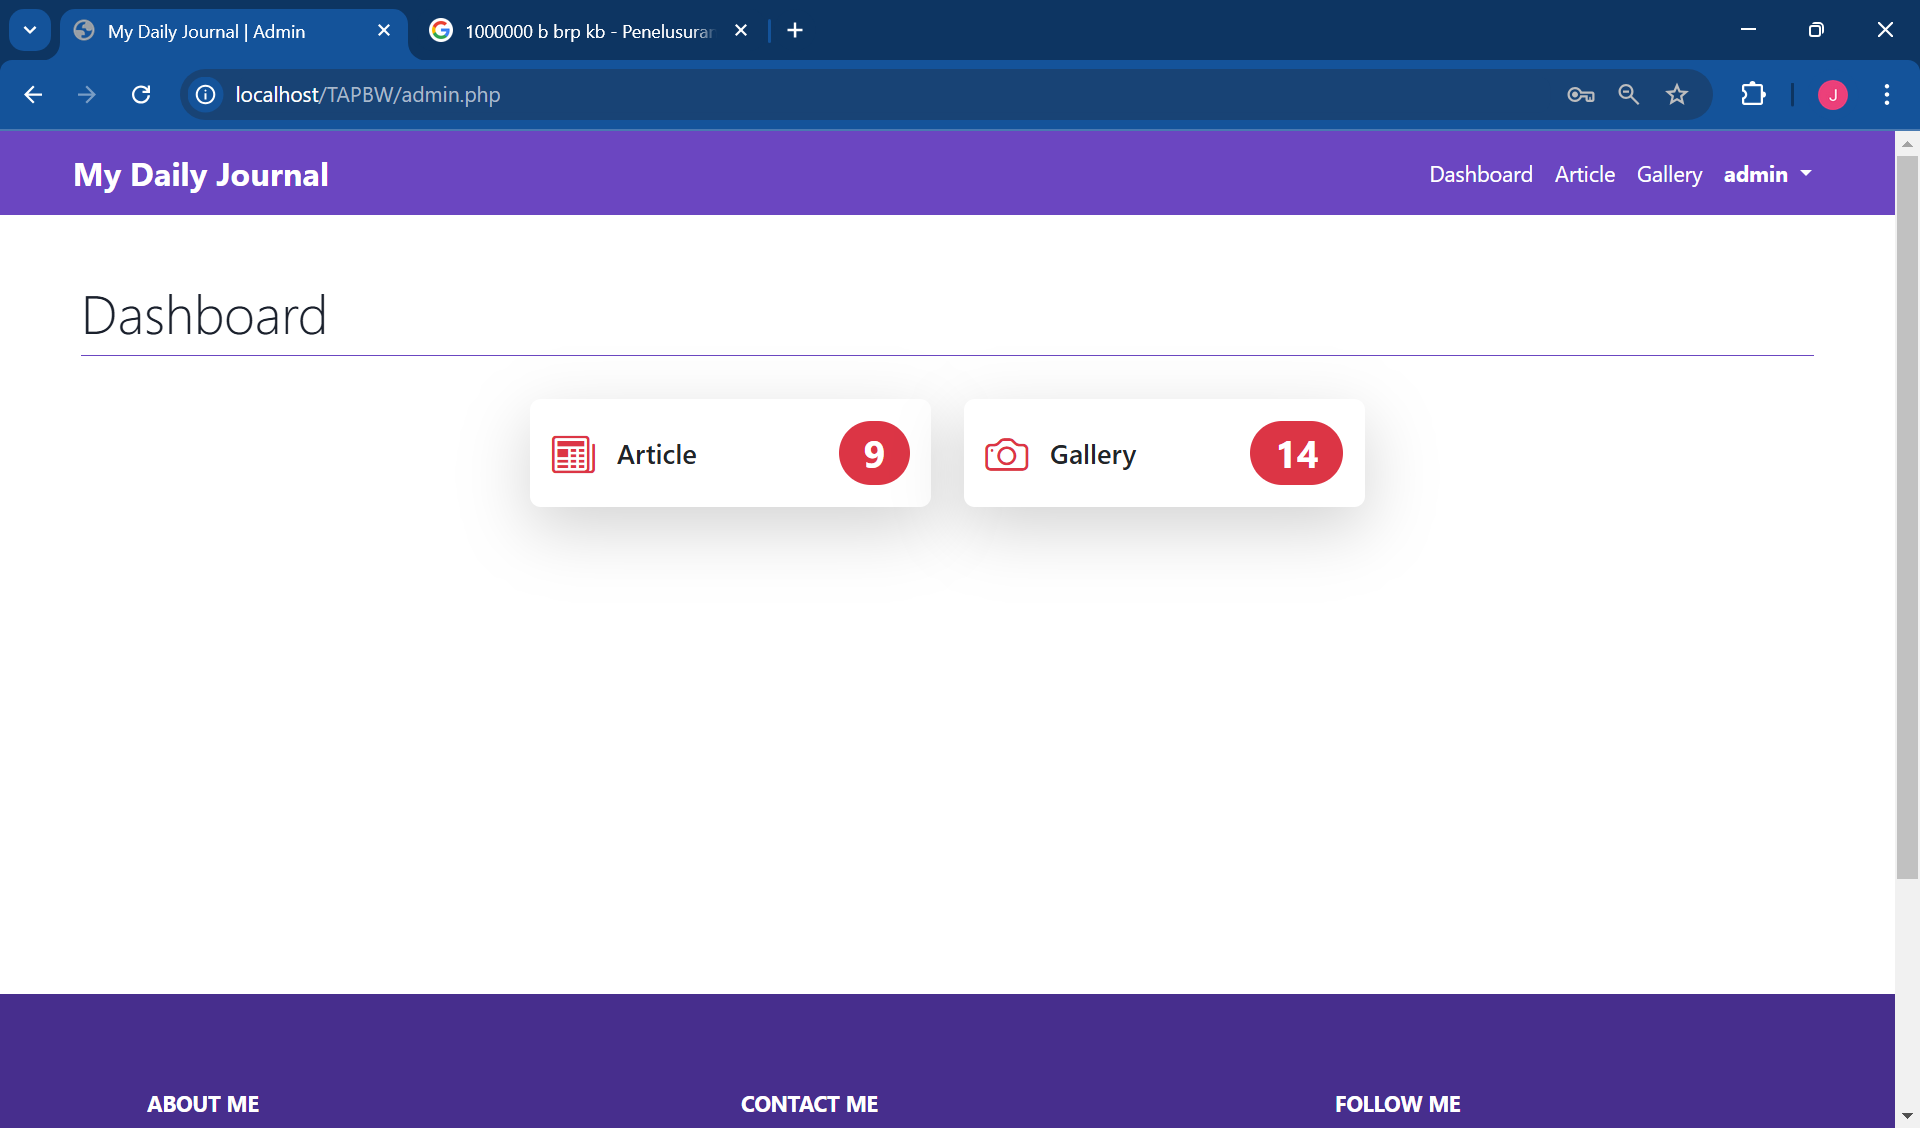 My Daily Journal | Admin
1000000 b brp kb - Penelusuran
localhost/TAPBW/admin.php
J
My Daily Journal
Dashboard Article Gallery admin
Dashboard
Article 9
Gallery 14
ABOUT ME
CONTACT ME
FOLLOW ME